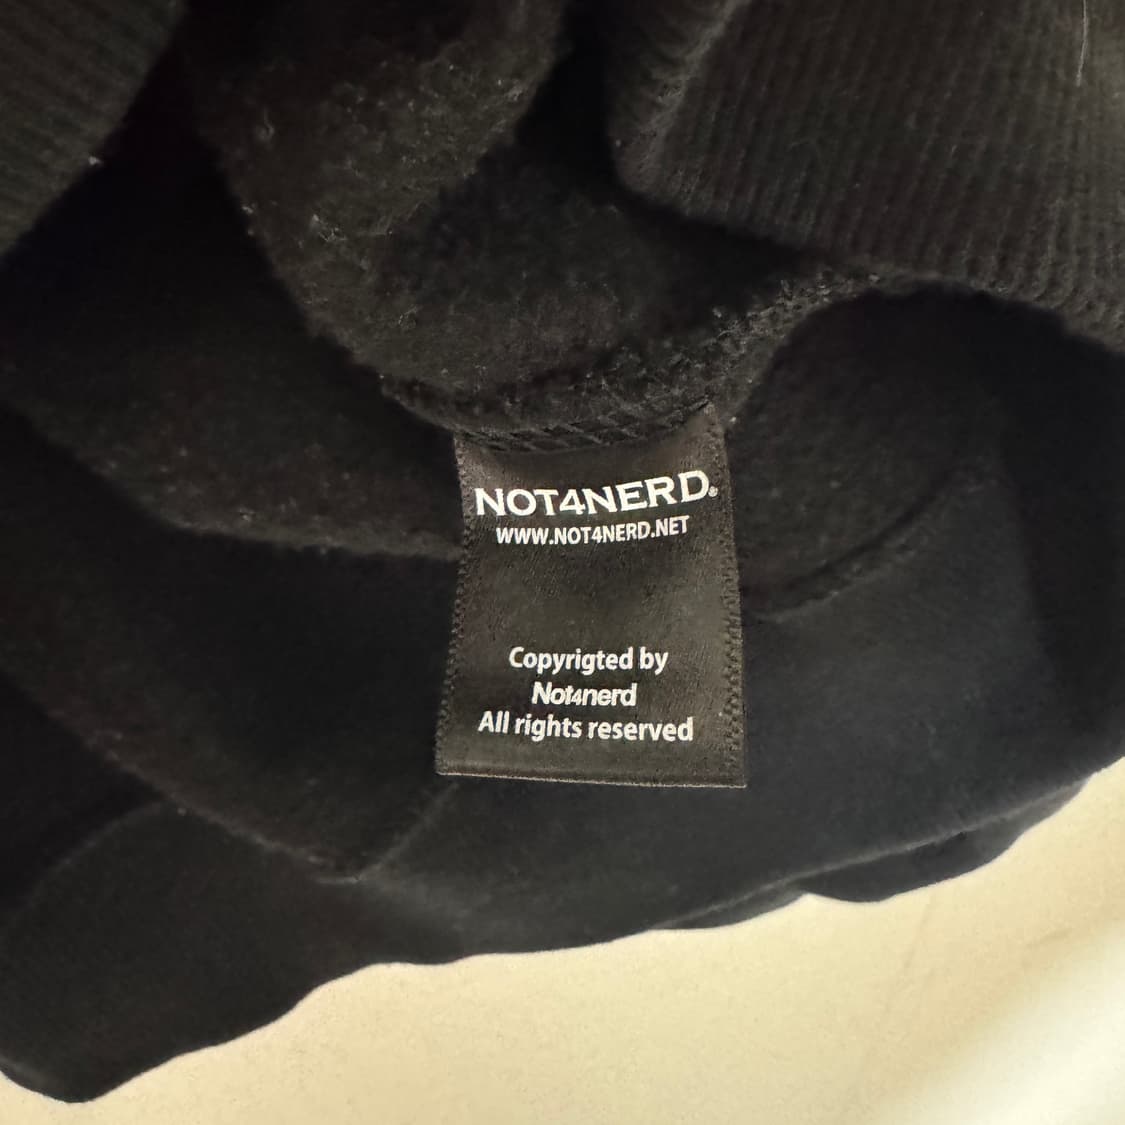 NOT4NERD®
WWW.NOT4NERD.NET
Copyrigted by
Not4nerd
All rights reserved